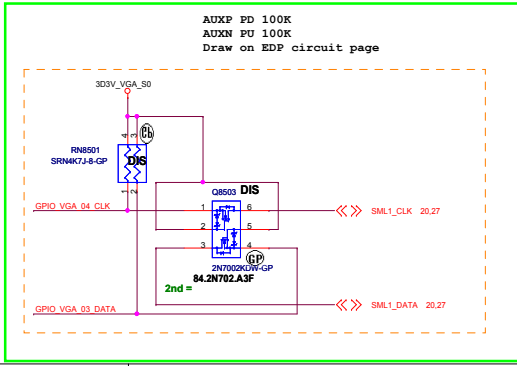 AUXP PD 100K
AUXN PU 100K
Draw on EDP circuit page
3D3V_VGA_S0
4
3
RN8501
SRN4K7J-8-GP
DIS
1
2
Q8503
DIS
GPIO_VGA_04 CLK
1
6
SML1_CLK 20,27
2
5
3
4
GP
2N7002KDW-GP
84.2N702.A3F
2nd =
GPIO_VGA_03_DATA
SML1_DATA 20,27